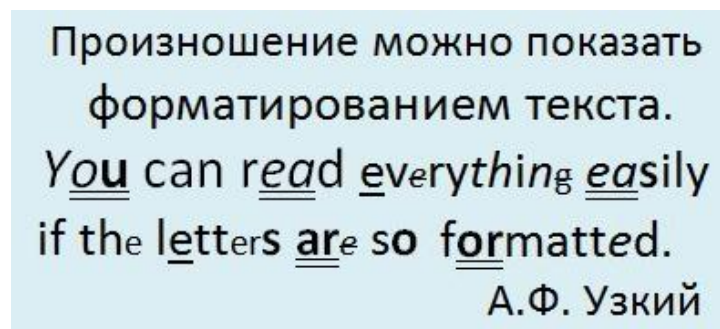 Произношение можно показать
форматированием текста.
You can read everything easily
if the letters are so formatted.
А.Ф. Узкий